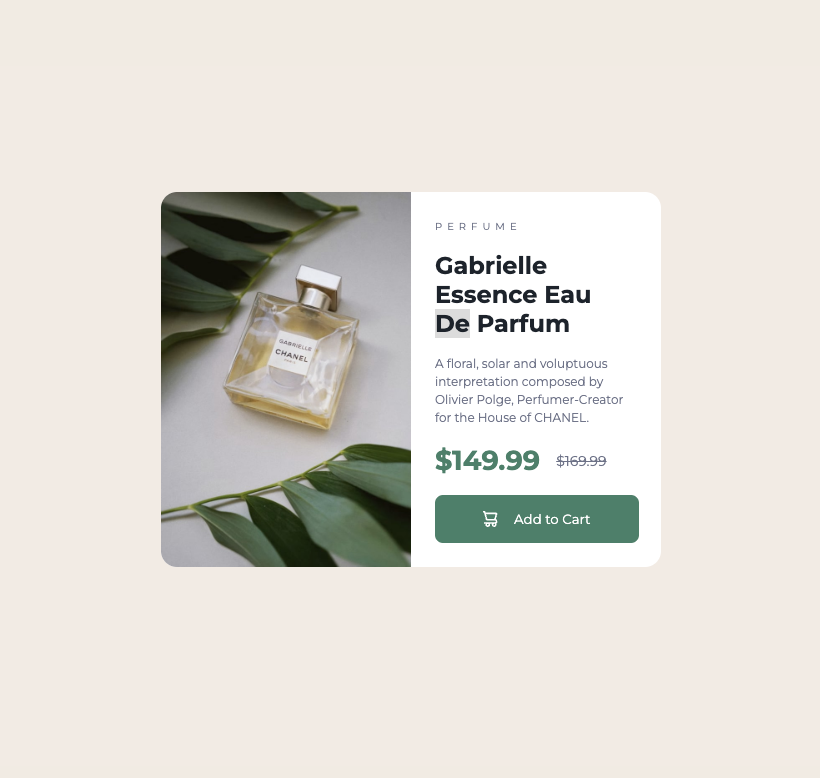 GABRIELLE
CHANEL
PARIS
PERFUME
Gabrielle
Essence Eau
De Parfum
A floral, solar and voluptuous
interpretation composed by
Olivier Polge, Perfumer-Creator
for the House of CHANEL.
$149.99 $169.99
Add to Cart